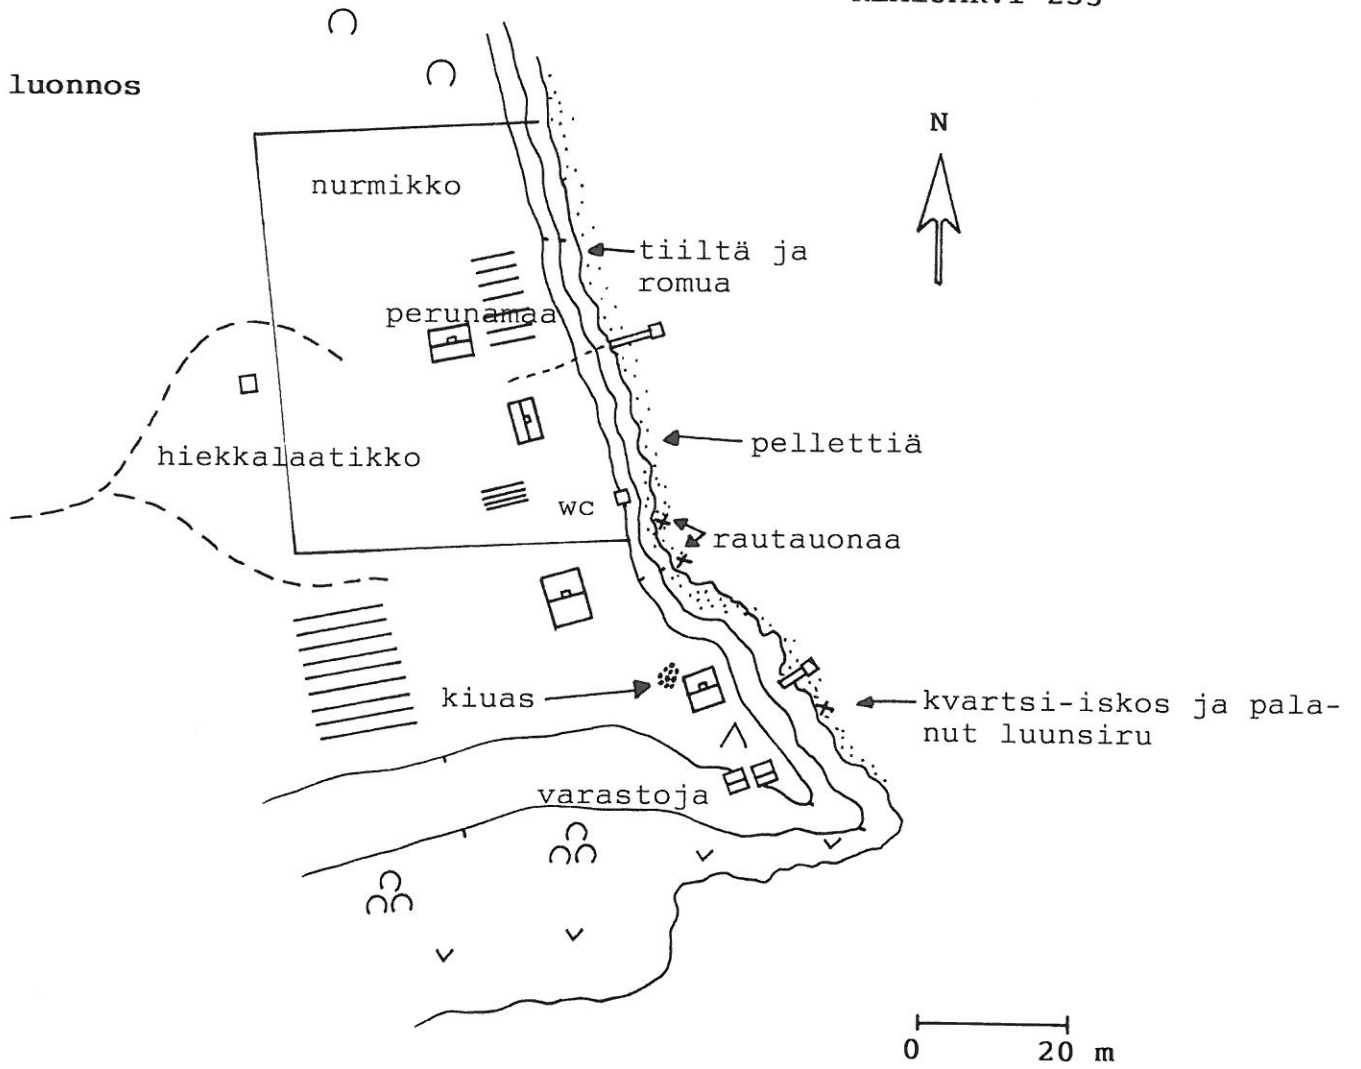 luonnos
N
nurmikko
tiiltä ja
romua
perunamaa
pellettiä
hiekkalaatikko
wc
rautauonaa
kiuas
kvartsi-iskos ja pala-
nut luunsiru
varastoja
0 20 m